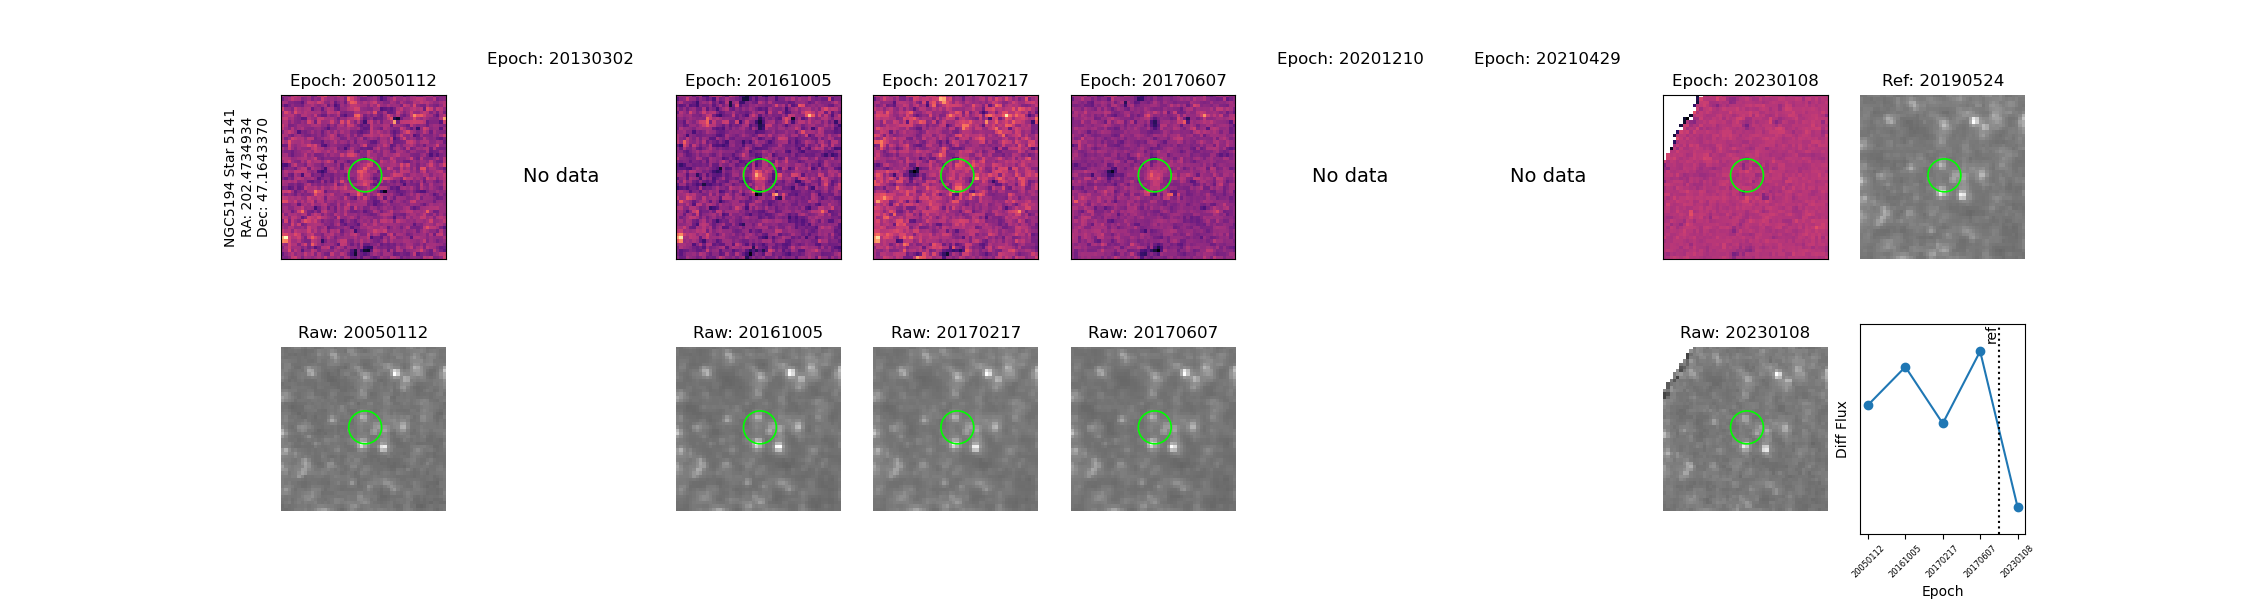 Epoch: 20130302
Epoch: 20201210
Epoch: 20210429
Epoch: 20050112
Epoch: 20161005
Epoch: 20170217
Epoch: 20170607
Epoch: 20230108
Ref: 20190524
NGC5194 Star 5141
RA: 202.4734934
Dec: 47.1643370
No data
No data
No data
Raw: 20050112
Raw: 20161005
Raw: 20170217
Raw: 20170607
Raw: 20230108
ref
Diff Flux
20050112
20161005
20170217
20170607
20230108
Epoch